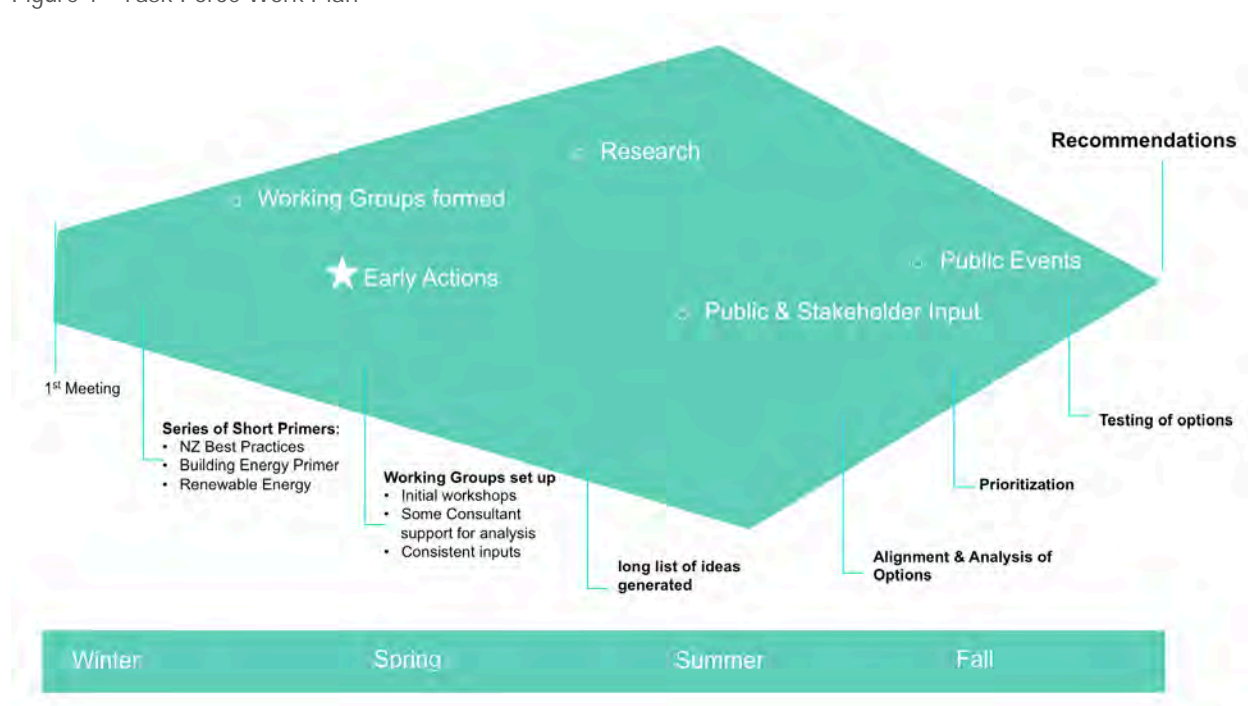 Research
Recommendations
Working Groups formed
Public Events
Early Actions
Public & Stakeholder Input
1st Meeting
Series of Short Primers:
• NZ Best Practices
• Building Energy Primer
• Renewable Energy
Testing of options
Working Groups set up
• Initial workshops
• Some Consultant
support for analysis
• Consistent inputs
Prioritization
long list of ideas
generated
Alignment & Analysis of
Options
Winter
Spring
Summer
Fall